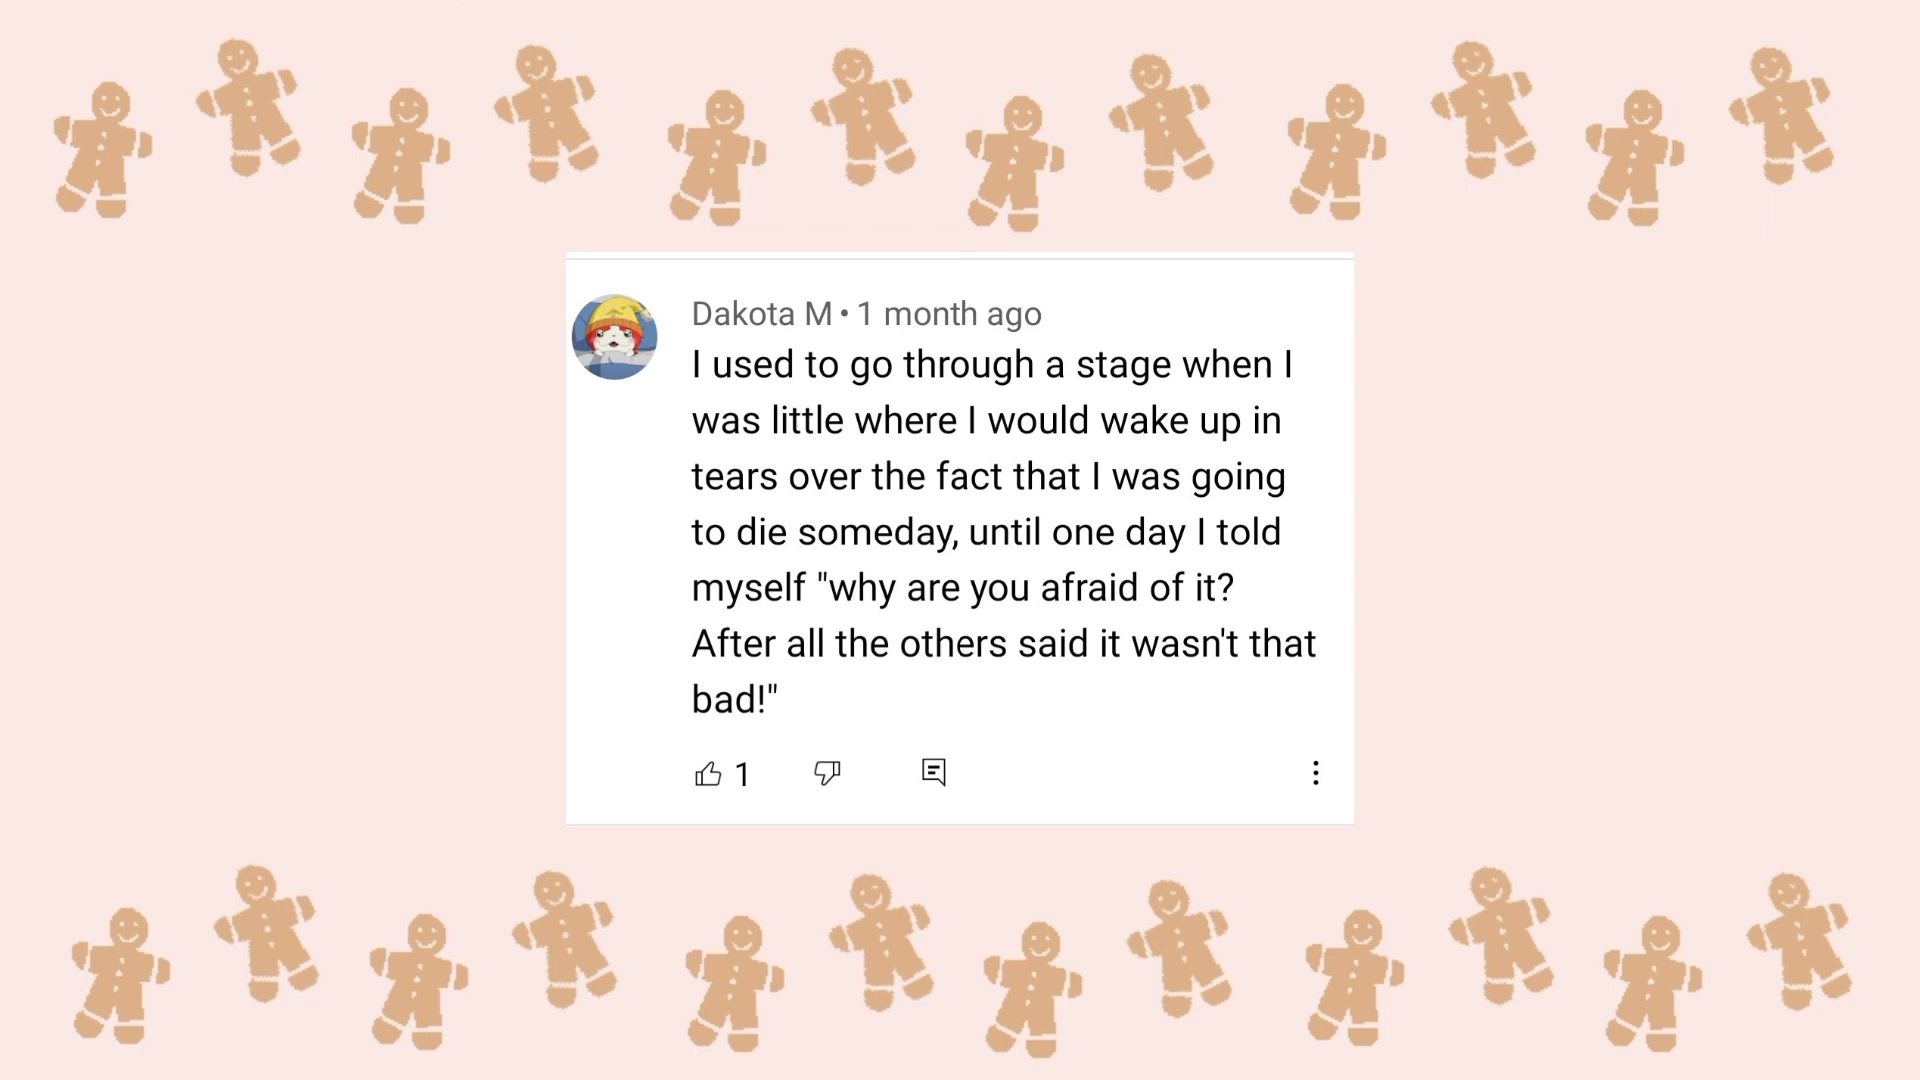 Dakota M • 1 month ago
I used to go through a stage when I
was little where I would wake up in
tears over the fact that I was going
to die someday, until one day I told
myself "why are you afraid of it?
After all the others said it wasn't that
bad!"
1